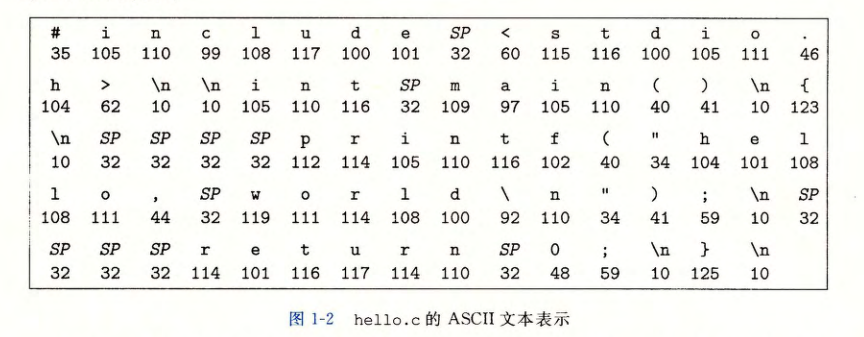 # i n c l u d e SP < s t d i o .
35 105 110 99 108 117 100 101 32 60 115 116 100 105 111 46
h > \n \n i n t SP m a i n ( ) \n {
104 62 10 10 105 110 116 32 109 97 105 110 40 41 10 123
\n SP SP SP SP p r i n t f ( " h e l
10 32 32 32 32 112 114 105 110 116 102 40 34 104 101 108
l o , SP w o r l d \ n " ) ; \n SP
108 111 44 32 119 111 114 108 100 92 110 34 41 59 10 32
SP SP SP r e t u r n SP 0 ; \n } \n
32 32 32 114 101 116 117 114 110 32 48 59 10 125 10
图 1-2 hello.c 的 ASCII 文本表示